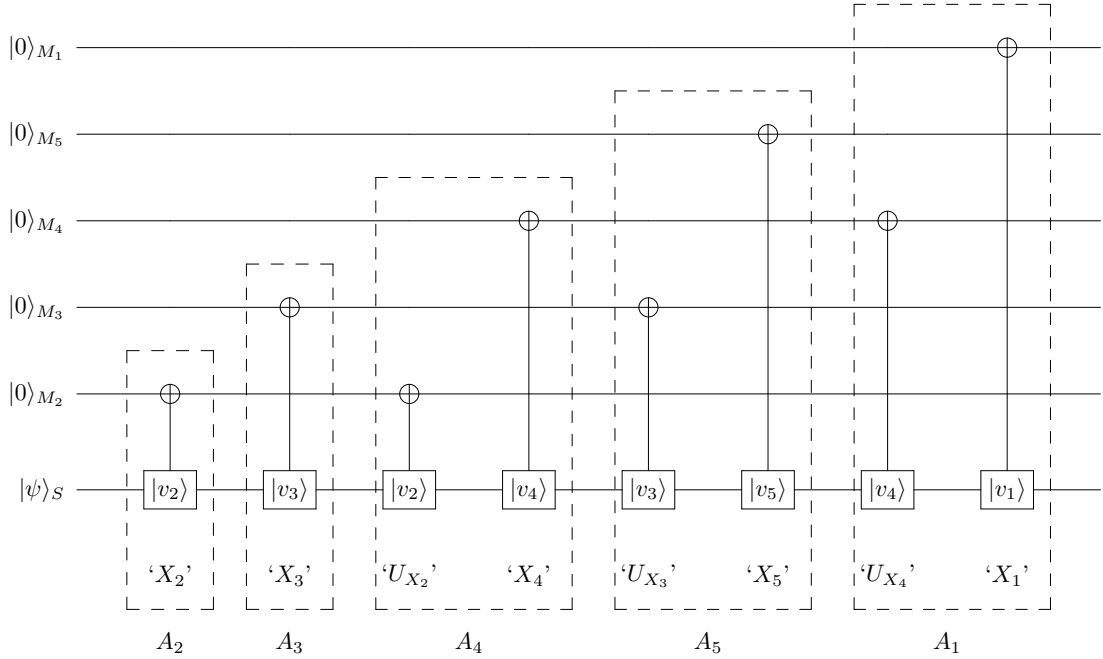 |0⟩_{M_1}
|0⟩_{M_5}
|0⟩_{M_4}
|0⟩_{M_3}
|0⟩_{M_2}
|ψ⟩_S |v_2⟩ |v_3⟩ |v_2⟩ |v_4⟩ |v_3⟩ |v_5⟩ |v_4⟩ |v_1⟩
‘X_2’ ‘X_3’ ‘U_{X_2}’ ‘X_4’ ‘U_{X_3}’ ‘X_5’ ‘U_{X_4}’ ‘X_1’
A_2 A_3 A_4 A_5 A_1